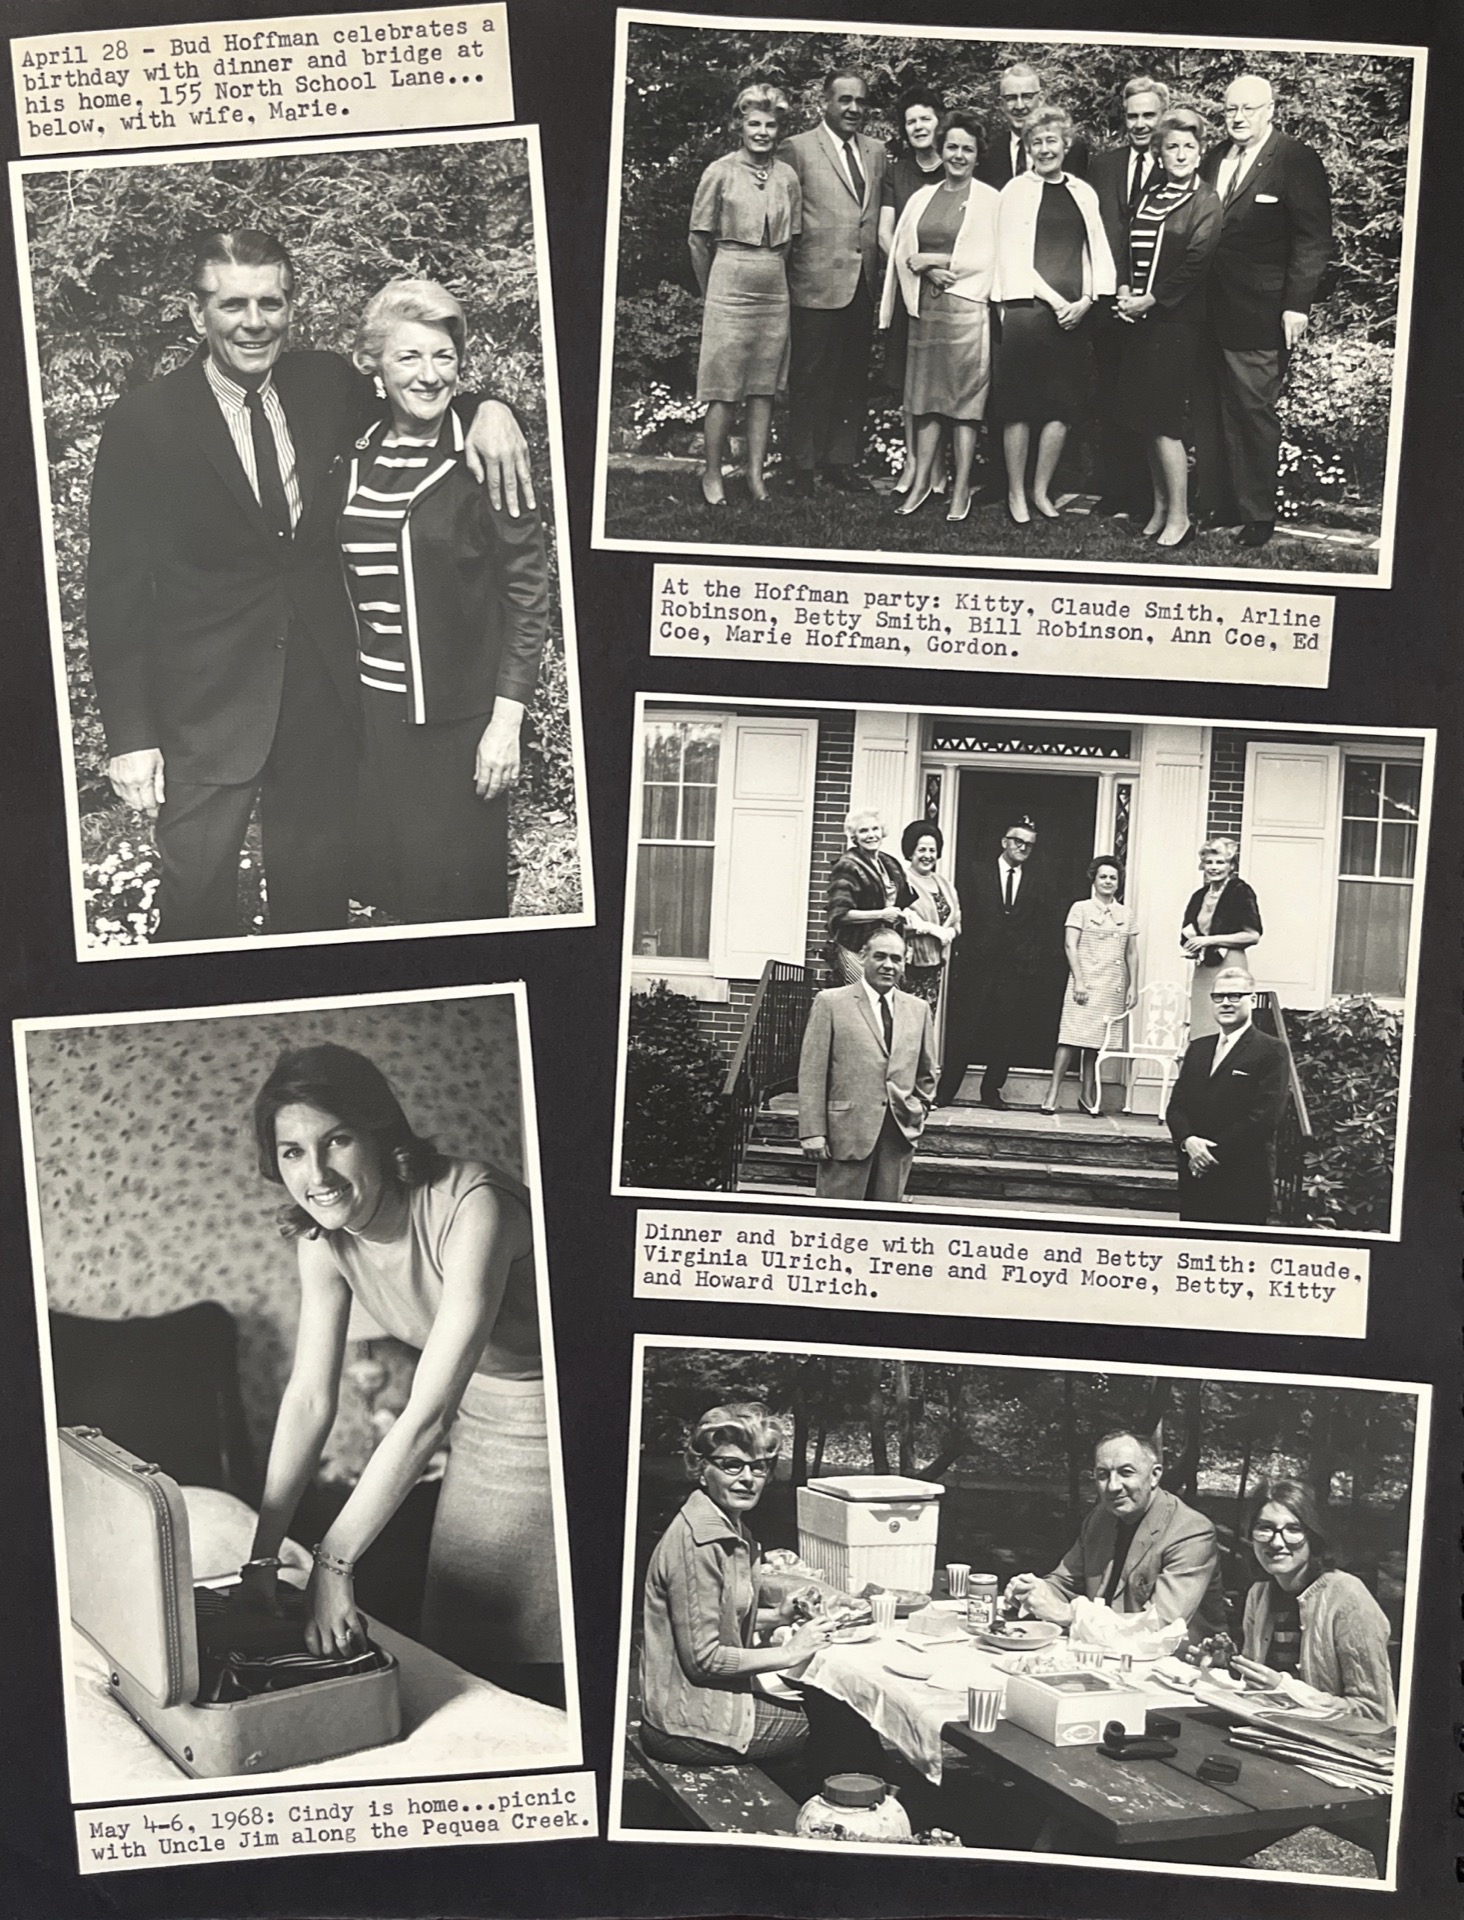 April 28 - Bud Hoffman celebrates a
birthday with dinner and bridge at
his home, 155 North School Lane...
below, with wife, Marie.
At the Hoffman party: Kitty, Claude Smith, Arline
Robinson, Betty Smith, Bill Robinson, Ann Coe, Ed
Coe, Marie Hoffman, Gordon.
Dinner and bridge with Claude and Betty Smith: Claude,
Virginia Ulrich, Irene and Floyd Moore, Betty, Kitty
and Howard Ulrich.
May 4-6, 1968: Cindy is home...picnic
with Uncle Jim along the Pequea Creek.